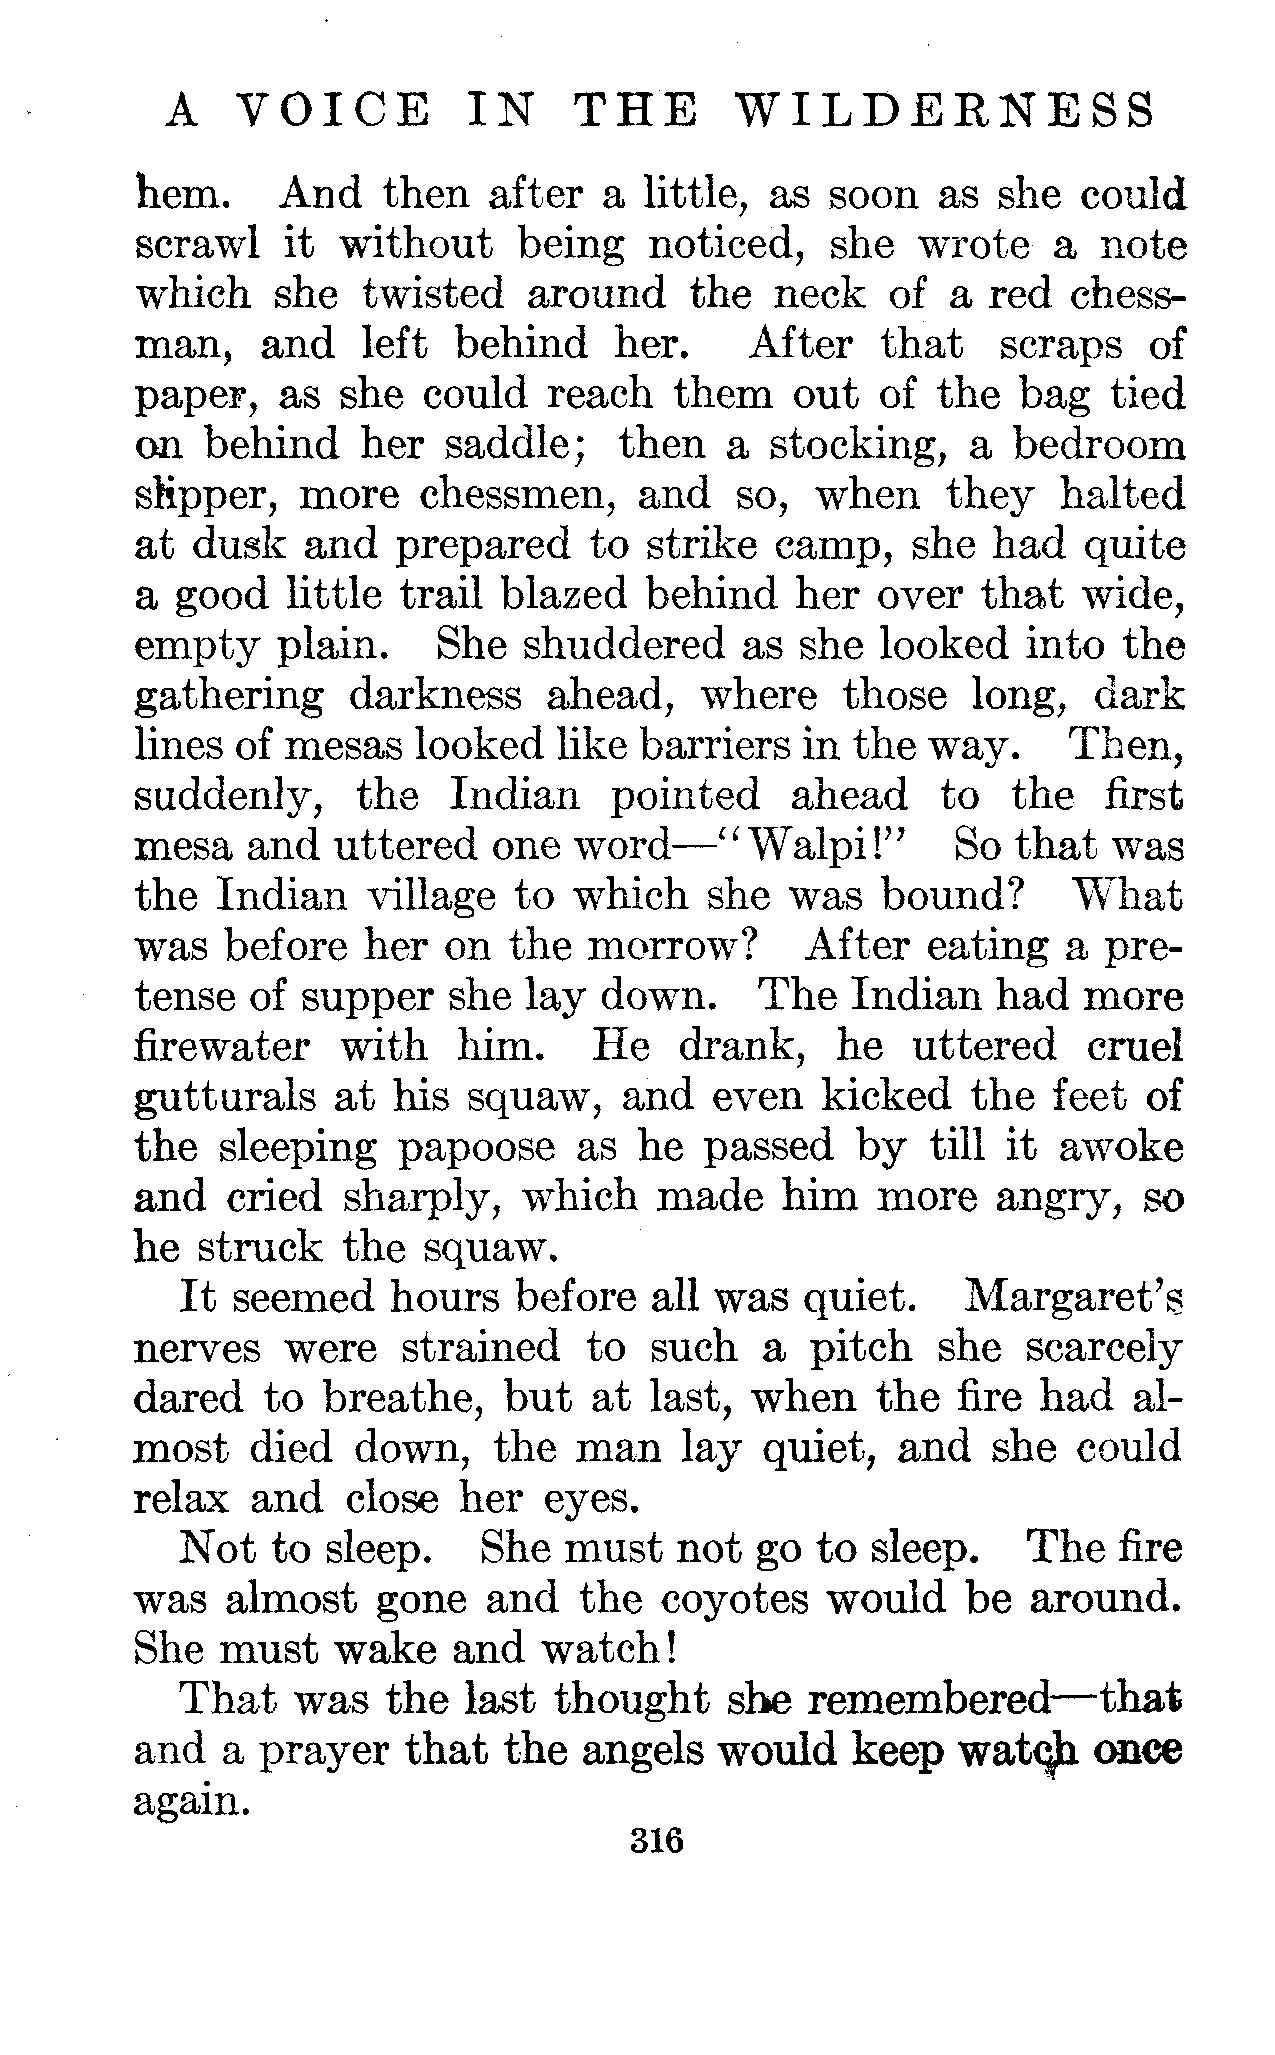 A VOICE IN THE WILDERNESS
hem. And then after a little, as soon as she could
scrawl it without being noticed, she wrote a note
which she twisted around the neck of a red chess-
man, and left behind her. After that scraps of
paper, as she could reach them out of the bag tied
on behind her saddle; then a stocking, a bedroom
slipper, more chessmen, and so, when they halted
at dusk and prepared to strike camp, she had quite
a good little trail blazed behind her over that wide,
empty plain. She shuddered as she looked into the
gathering darkness ahead, where those long, dark
lines of mesas looked like barriers in the way. Then,
suddenly, the Indian pointed ahead to the first
mesa and uttered one word—“Walpi!” So that was
the Indian village to which she was bound? What
was before her on the morrow? After eating a pre-
tense of supper she lay down. The Indian had more
firewater with him. He drank, he uttered cruel
gutturals at his squaw, and even kicked the feet of
the sleeping papoose as he passed by till it awoke
and cried sharply, which made him more angry, so
he struck the squaw.
It seemed hours before all was quiet. Margaret’s
nerves were strained to such a pitch she scarcely
dared to breathe, but at last, when the fire had al-
most died down, the man lay quiet, and she could
relax and close her eyes.
Not to sleep. She must not go to sleep. The fire
was almost gone and the coyotes would be around.
She must wake and watch!
That was the last thought she remembered—that
and a prayer that the angels would keep watch once
again.
316